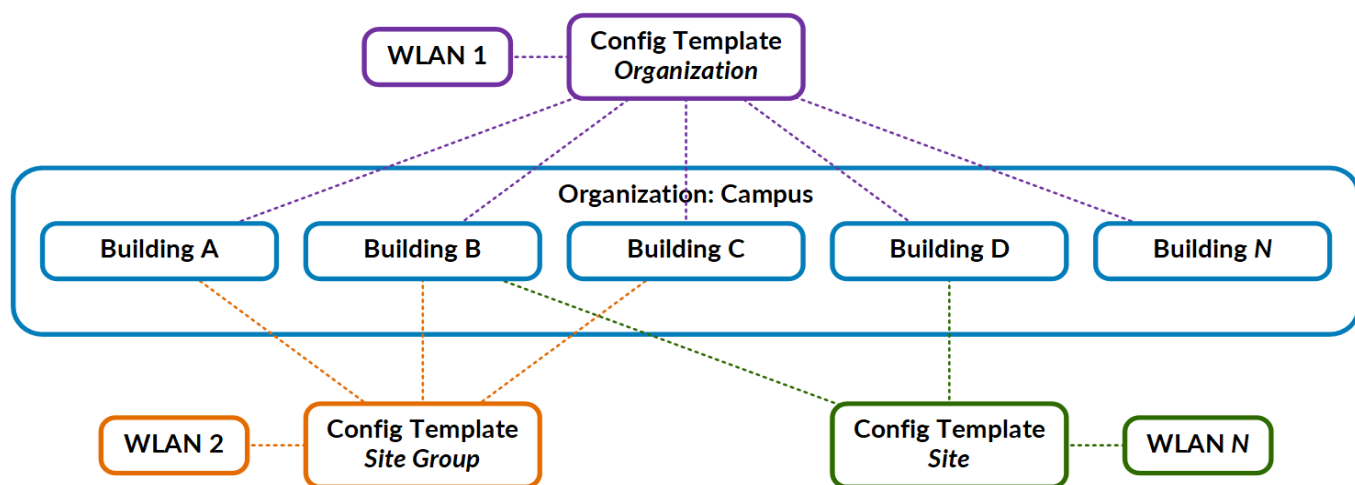 WLAN 1
Config Template
Organization
Organization: Campus
Building A
Building B
Building C
Building D
Building N
WLAN 2
Config Template
Site Group
Config Template
Site
WLAN N